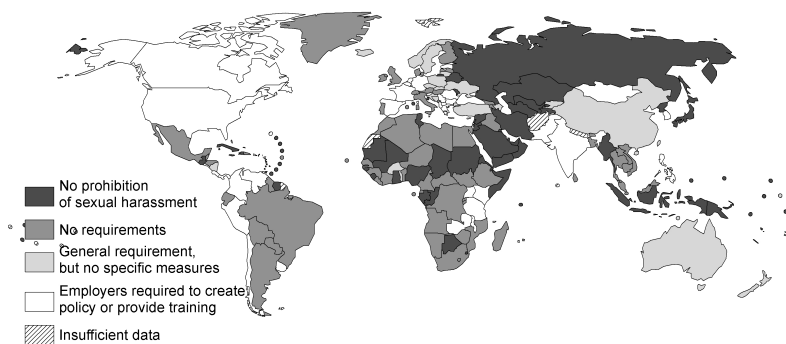 No prohibition
of sexual harassment
No requirements
General requirement,
but no specific measures
Employers required to create
policy or provide training
Insufficient data